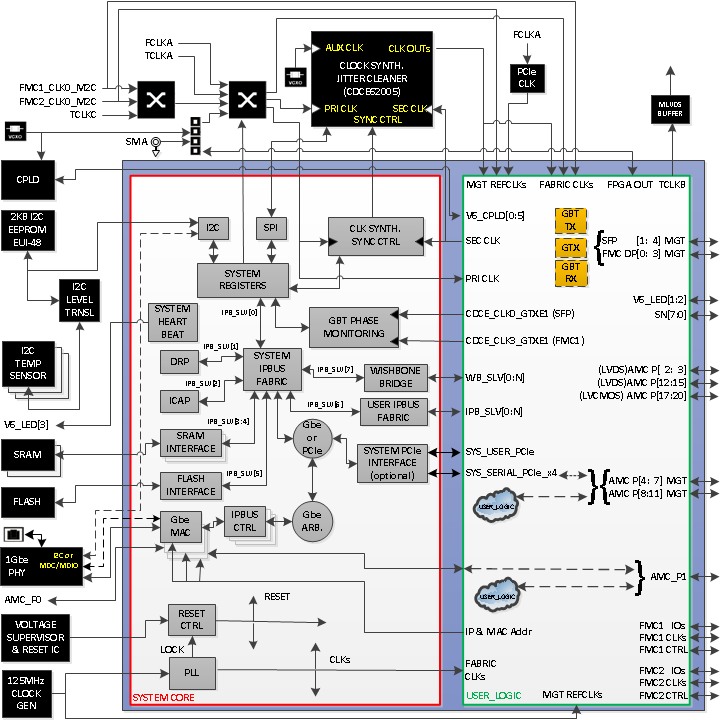 FCLKA
TCLKA
FMC1_CLK0_M2C
FMC2_CLK0_M2C
TCLKC
VCXO
AUX CLK
CLK OUTs
CLOCK SYNTH.
JITTER CLEANER
(CDCE62005)
PRI CLK
SEC CLK
SYNC CTRL
FCLKA
PCIe
CLK
MLVDS
BUFFER
VCXO
SMA
CPLD
2KB I2C
EEPROM
EUI-48
I2C
LEVEL
TRNSL
I2C
TEMP
SENSOR
V6_LED[3]
SRAM
FLASH
1Gbe
PHY
I2C or
MDC/MDIO
AMC_P0
VOLTAGE
SUPERVISOR
& RESET IC
125MHz
CLOCK
GEN
I2C
SPI
CLK SYNTH.
SYNC CTRL
SYSTEM
REGISTERS
SYSTEM
HEART
BEAT
IPB_SLV[0]
GBT PHASE
MONITORING
DRP
IPB_SLV[1]
SYSTEM
IPBUS
FABRIC
IPB_SLV[7]
WISHBONE
BRIDGE
ICAP
IPB_SLV[2]
IPB_SLV[6]
USER IPBUS
FABRIC
IPB_SLV[3:4]
SRAM
INTERFACE
Gbe
or
PCIe
SYSTEM PCIe
INTERFACE
(optional)
IPB_SLV[5]
FLASH
INTERFACE
Gbe
MAC
IPBUS
CTRL
Gbe
ARB.
RESET
CTRL
RESET
LOCK
PLL
CLKs
SYSTEM CORE
MGT REFCLKs
FABRIC CLKs
FPGA OUT
TCLKB
V6_CPLD[0:5]
SEC CLK
PRI CLK
GBT
TX
GTX
GBT
RX
SFP [1: 4] MGT
FMC DP[0: 3] MGT
V6_LED[1:2]
SN[7:0]
CDCE_CLK0_GTXE1 (SFP)
CDCE_CLK3_GTXE1 (FMC1)
WB_SLV[0:N]
IPB_SLV[0:N]
(LVDS)AMC P[ 2: 3]
(LVDS)AMC P[12:15]
(LVCMOS) AMC P[17:20]
SYS_USER_PCIe
SYS_SERIAL_PCIe_x4
USER_LOGIC
AMC P[4: 7] MGT
AMC P[8:11] MGT
USER_LOGIC
AMC_P1
IP & MAC Addr
FABRIC
CLKs
FMC1 IOs
FMC1 CLKs
FMC1 CTRL
FMC2 IOs
FMC2 CLKs
FMC2 CTRL
USER_LOGIC
MGT REFCLKs